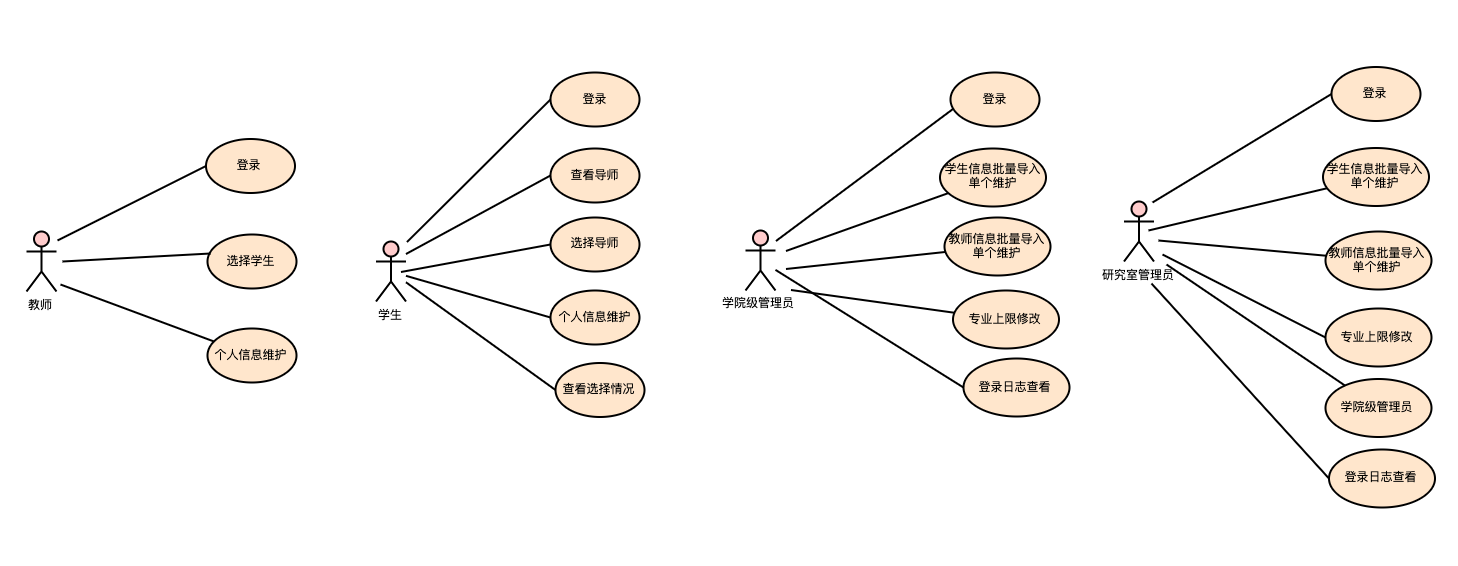 登录
选择学生
个人信息维护
教师
登录
查看导师
选择导师
个人信息维护
查看选择情况
学生
登录
学生信息批量导入
单个维护
教师信息批量导入
单个维护
专业上限修改
登录日志查看
学院级管理员
登录
学生信息批量导入
单个维护
教师信息批量导入
单个维护
专业上限修改
学院级管理员
登录日志查看
研究室管理员